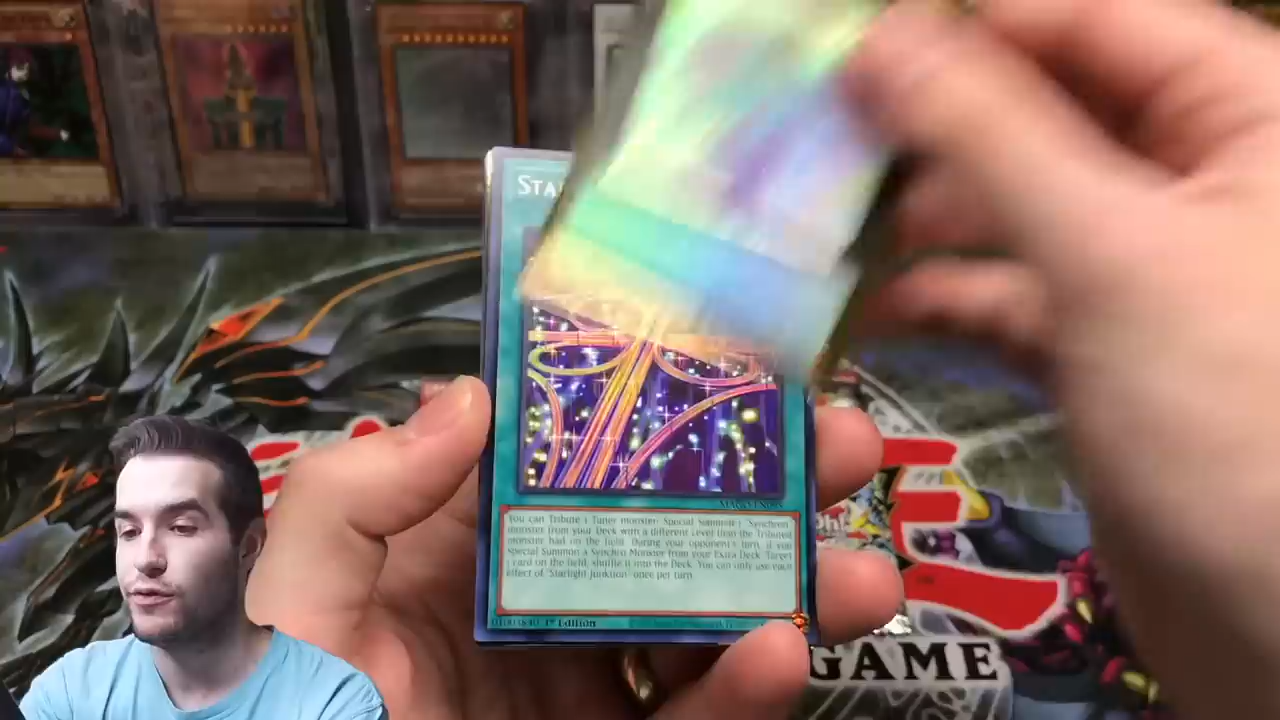 STA
You can Tribute 1 Tuner monster; Special Summon 1 "Synchron"
monster from your Deck with a different Level than the Tributed
monster had on the field. During your opponent's turn, if you
Special Summon a Synchro Monster from your Extra Deck: Target
1 card on the field; shuffle it into the Deck. You can only use each
effect of "Starlight Junktion" once per turn.
1st Edition
GAME